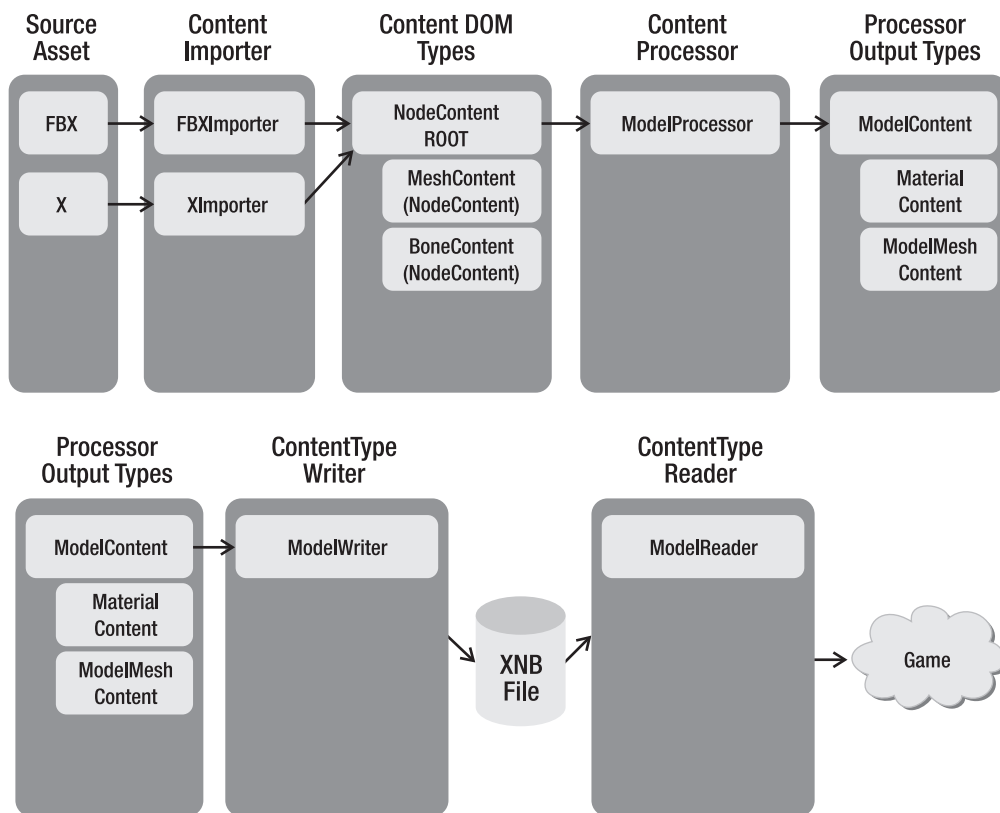 Source
Asset
Content
Importer
Content DOM
Types
Content
Processor
Processor
Output Types
FBX
FBXImporter
NodeContent
ROOT
ModelProcessor
ModelContent
X
XImporter
MeshContent
(NodeContent)
Material
Content
BoneContent
(NodeContent)
ModelMesh
Content
Processor
Output Types
ContentType
Writer
ContentType
Reader
ModelContent
ModelWriter
ModelReader
Material
Content
ModelMesh
Content
XNB
File
Game